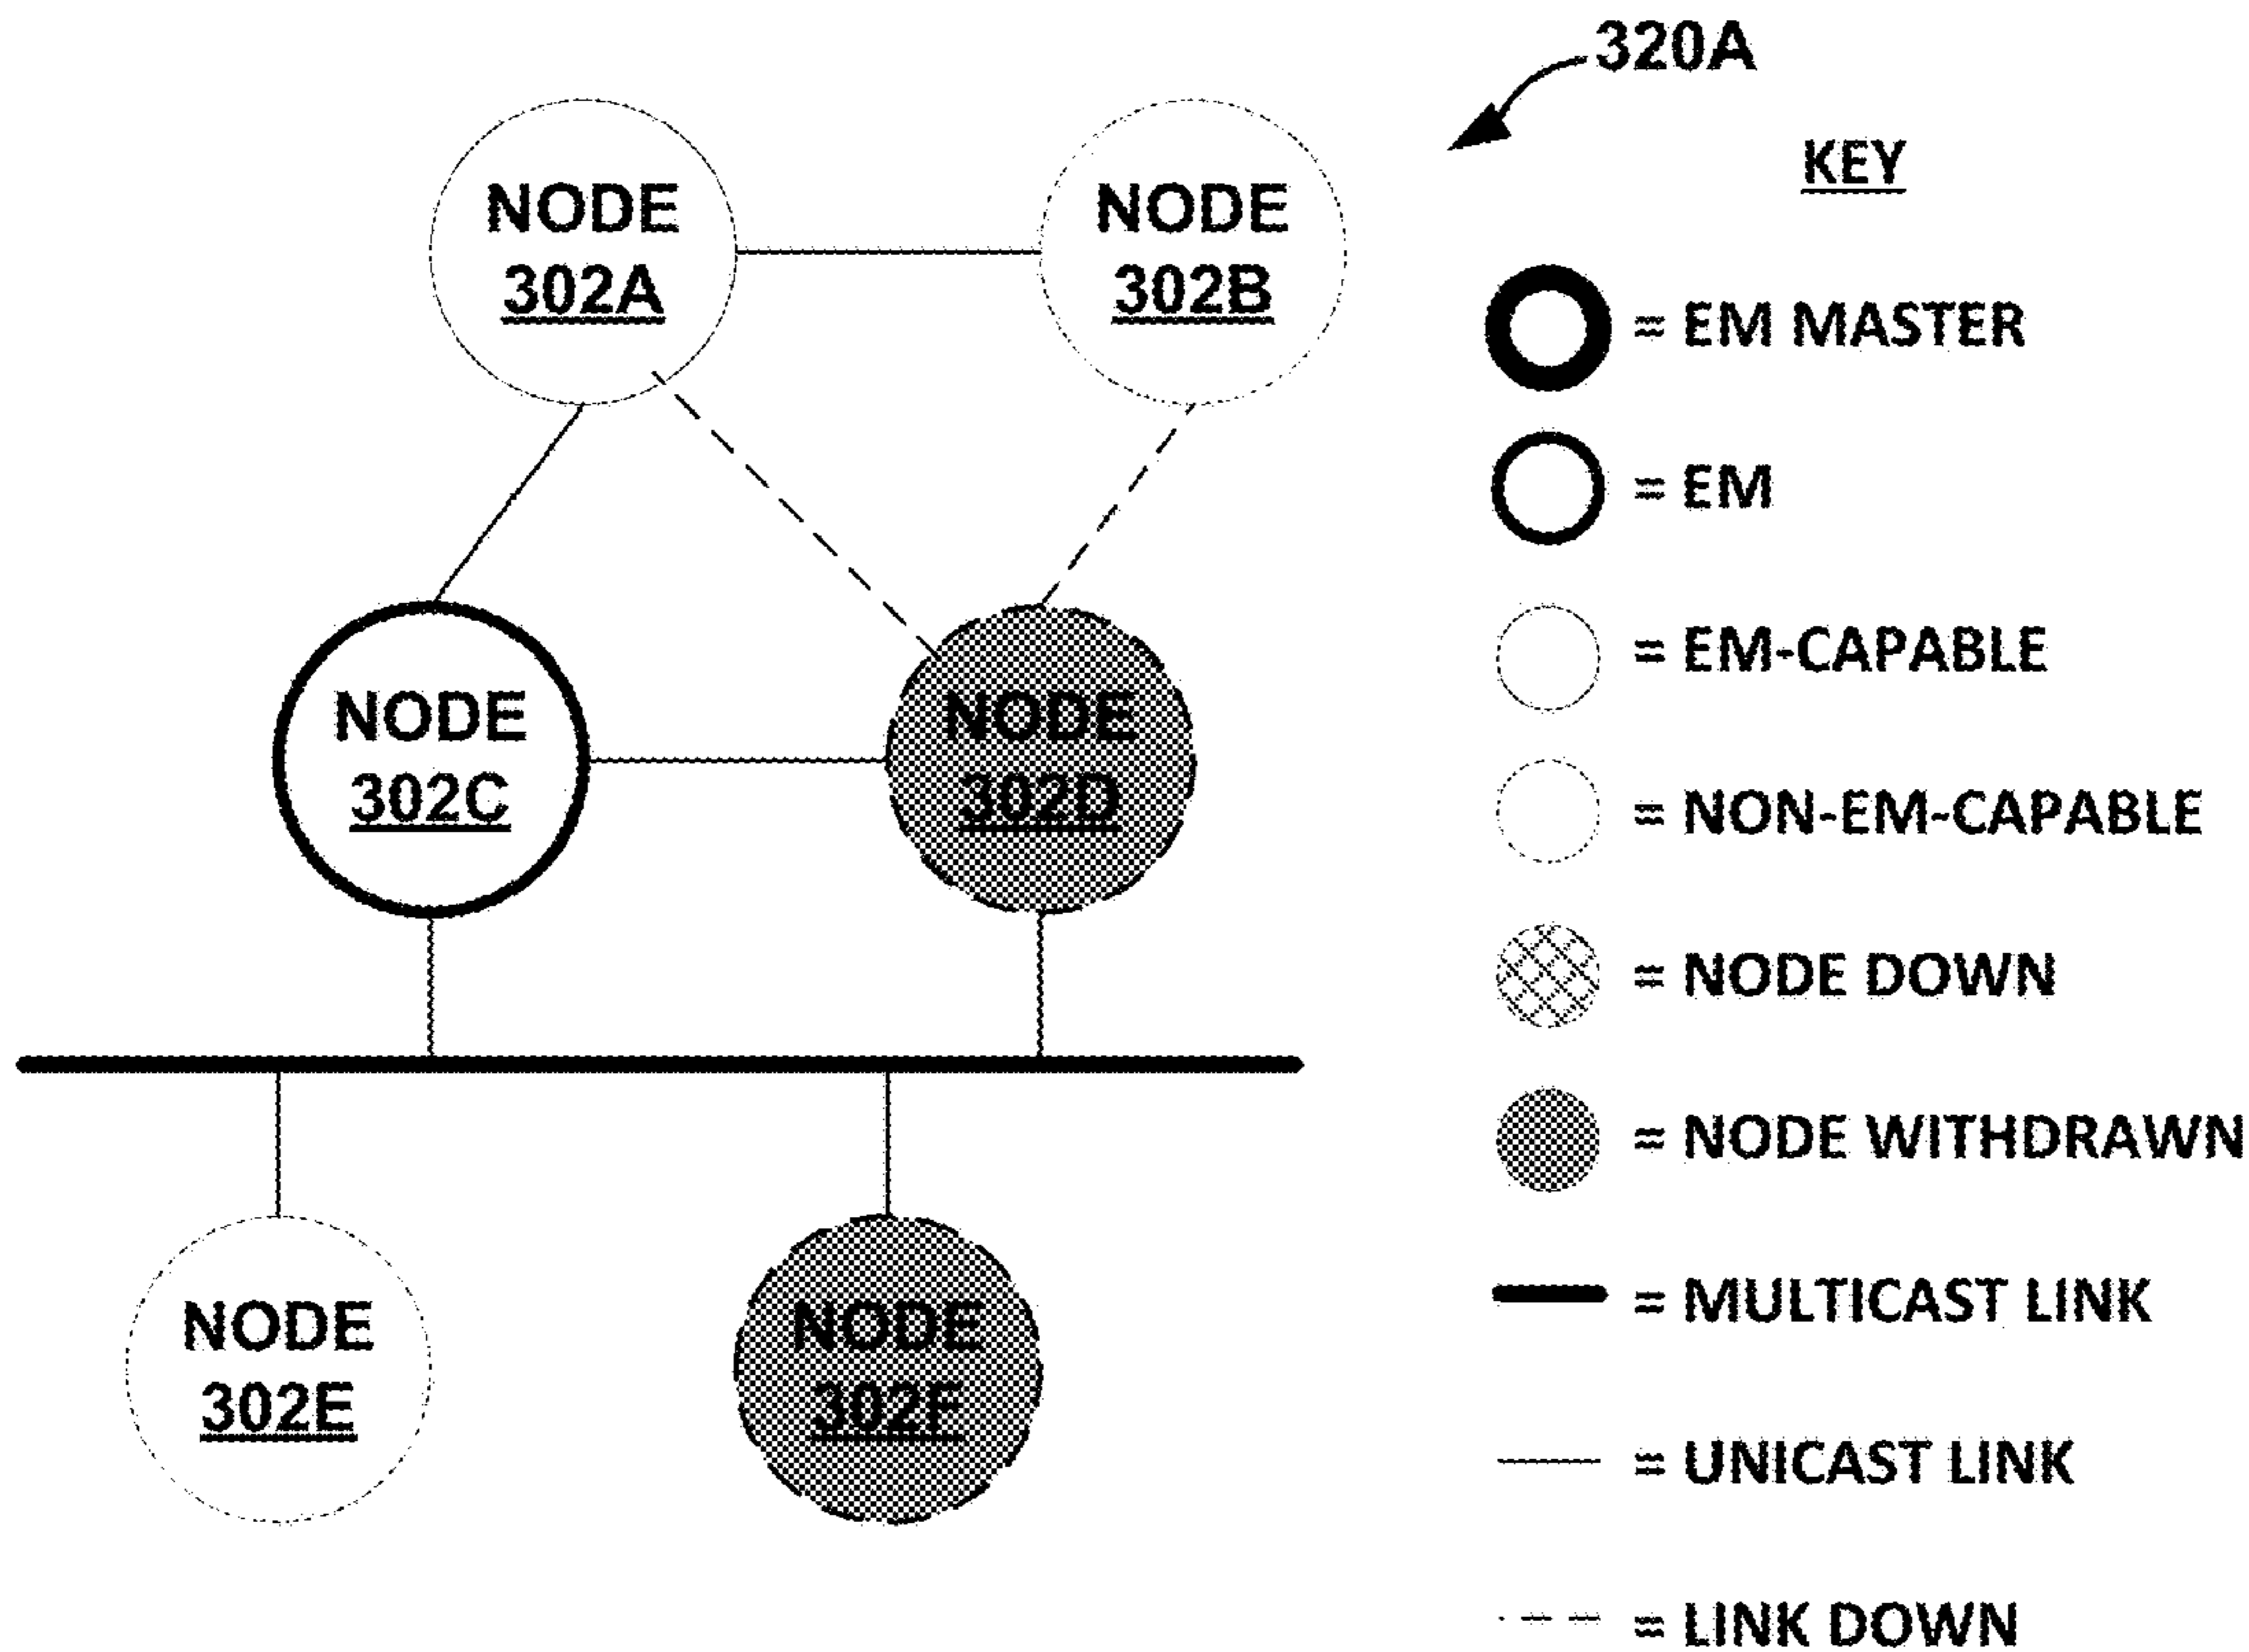 320A
KEY
NODE
302A
NODE
302B
NODE
302C
NODE
302D
NODE
302E
NODE
302F
= EM MASTER
= EM
= EM-CAPABLE
= NON-EM-CAPABLE
= NODE DOWN
= NODE WITHDRAWN
= MULTICAST LINK
= UNICAST LINK
= LINK DOWN